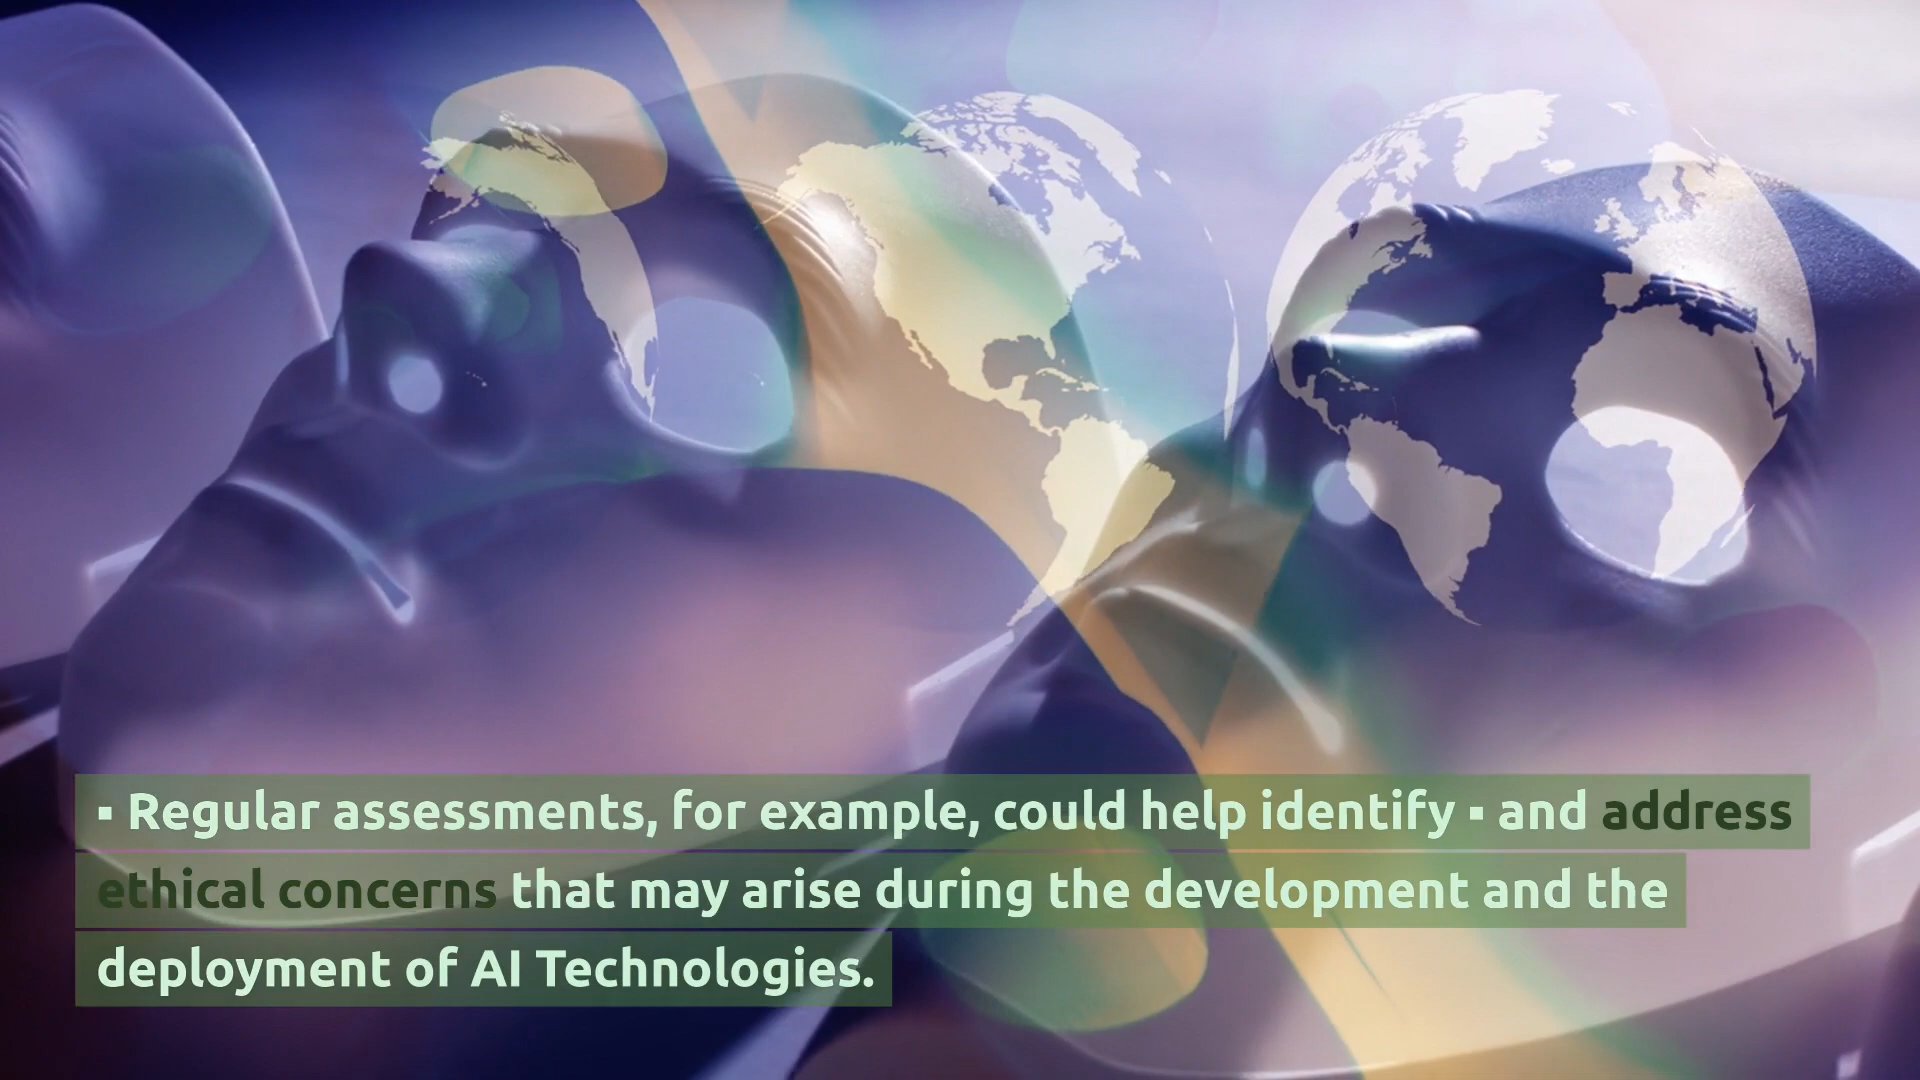 ▪ Regular assessments, for example, could help identify ▪ and address
ethical concerns that may arise during the development and the
deployment of AI Technologies.